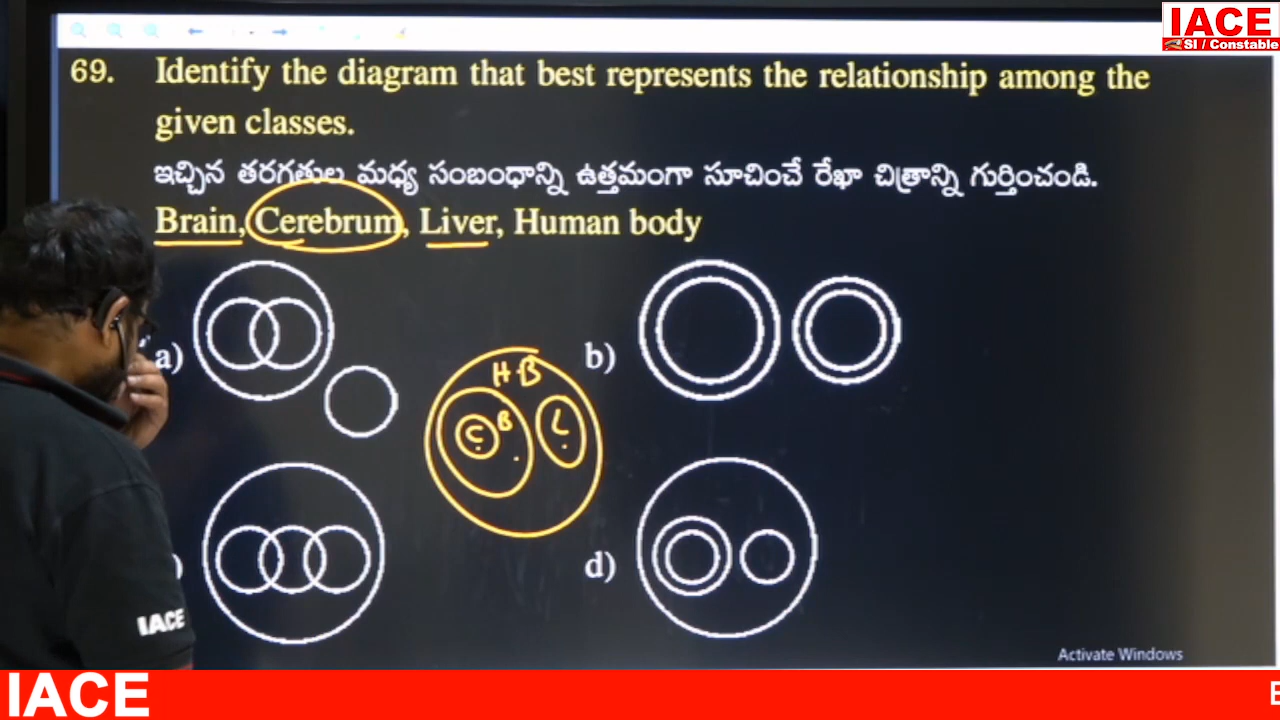 IACE
SI / Constable
69. Identify the diagram that best represents the relationship among the
given classes.
ఇచ్చిన తరగతుల మధ్య సంబంధాన్ని ఉత్తమంగా సూచించే రేఖా చిత్రాన్ని గుర్తించండి.
Brain, Cerebrum, Liver, Human body
a)
b)
H B
C B L
)
d)
IACE
Activate Windows
IACE
E